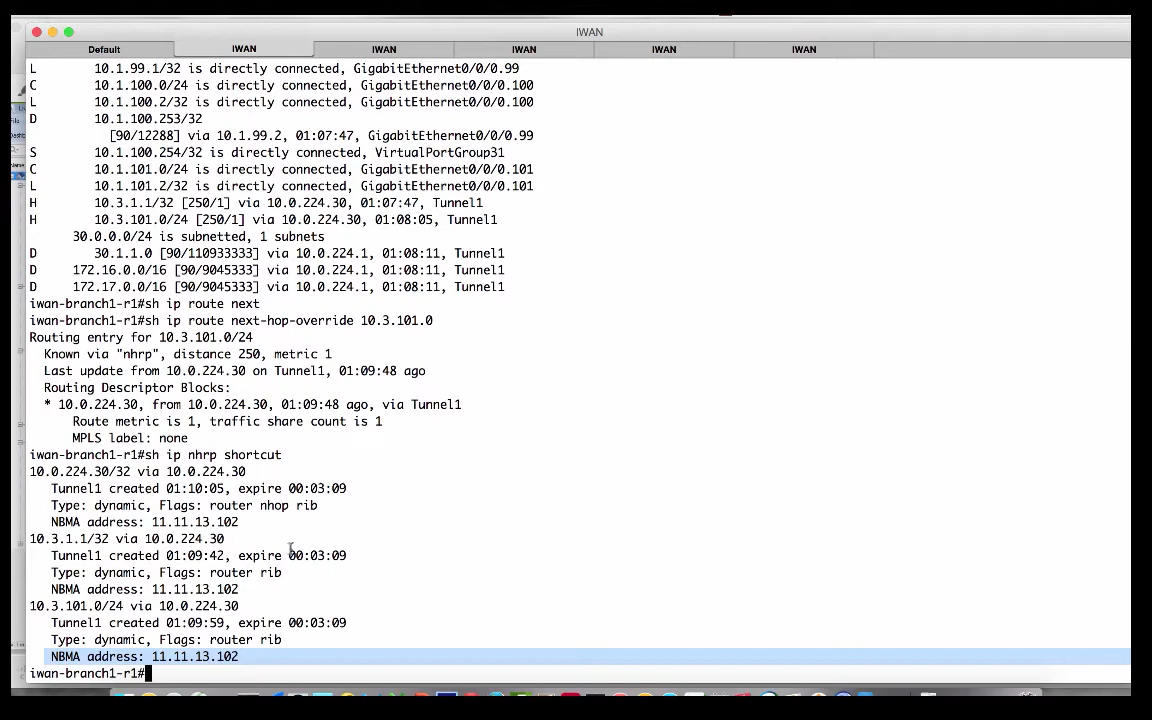 IWAN
Default
IWAN
IWAN
IWAN
IWAN
IWAN
L 10.1.99.1/32 is directly connected, GigabitEthernet0/0/0.99
C 10.1.100.0/24 is directly connected, GigabitEthernet0/0/0.100
L 10.1.100.2/32 is directly connected, GigabitEthernet0/0/0.100
D 10.1.100.253/32
[90/12288] via 10.1.99.2, 01:07:47, GigabitEthernet0/0/0.99
S 10.1.100.254/32 is directly connected, VirtualPortGroup31
C 10.1.101.0/24 is directly connected, GigabitEthernet0/0/0.101
L 10.1.101.2/32 is directly connected, GigabitEthernet0/0/0.101
H 10.3.1.1/32 [250/1] via 10.0.224.30, 01:07:47, Tunnel1
H 10.3.101.0/24 [250/1] via 10.0.224.30, 01:08:05, Tunnel1
30.0.0.0/24 is subnetted, 1 subnets
D 30.1.1.0 [90/110933333] via 10.0.224.1, 01:08:11, Tunnel1
D 172.16.0.0/16 [90/9045333] via 10.0.224.1, 01:08:11, Tunnel1
D 172.17.0.0/16 [90/9045333] via 10.0.224.1, 01:08:11, Tunnel1
iwan-branch1-r1#sh ip route next
iwan-branch1-r1#sh ip route next-hop-override 10.3.101.0
Routing entry for 10.3.101.0/24
Known via "nhrp", distance 250, metric 1
Last update from 10.0.224.30 on Tunnel1, 01:09:48 ago
Routing Descriptor Blocks:
* 10.0.224.30, from 10.0.224.30, 01:09:48 ago, via Tunnel1
Route metric is 1, traffic share count is 1
MPLS label: none
iwan-branch1-r1#sh ip nhrp shortcut
10.0.224.30/32 via 10.0.224.30
Tunnel1 created 01:10:05, expire 00:03:09
Type: dynamic, Flags: router nhop rib
NBMA address: 11.11.13.102
10.3.1.1/32 via 10.0.224.30
Tunnel1 created 01:09:42, expire 00:03:09
Type: dynamic, Flags: router rib
NBMA address: 11.11.13.102
10.3.101.0/24 via 10.0.224.30
Tunnel1 created 01:09:59, expire 00:03:09
Type: dynamic, Flags: router rib
NBMA address: 11.11.13.102
iwan-branch1-r1#